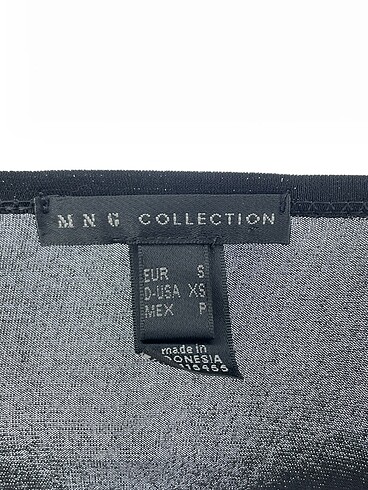 MNG COLLECTION
EUR S
D-USA XS
MEX P
made in